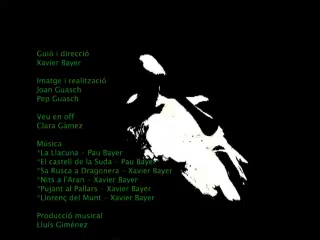 Guió i direcció
Xavier Bayer
Imatge i realització
Joan Guasch
Pep Guasch
Veu en off
Clara Gámez
Música
"La Llacuna - Pau Bayer
"El castell de la Suda - Pau Bayer
"Sa Rusca a Dragonera - Xavier Bayer
"Nits a l'Aran - Xavier Bayer
"Pujant al Pallars - Xavier Bayer
"Llorenç del Munt - Xavier Bayer
Producció musical
Lluís Giménez